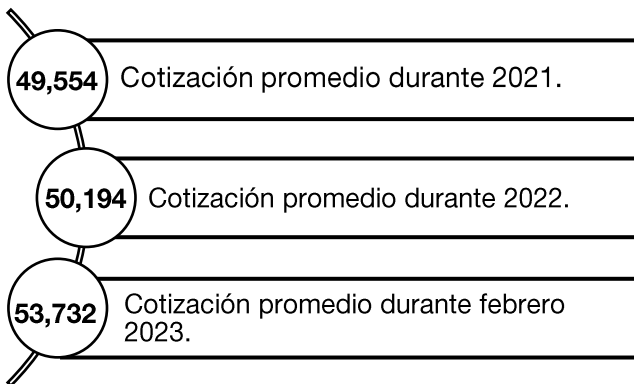 49,554 Cotización promedio durante 2021.
50,194 Cotización promedio durante 2022.
53,732 Cotización promedio durante febrero
2023.